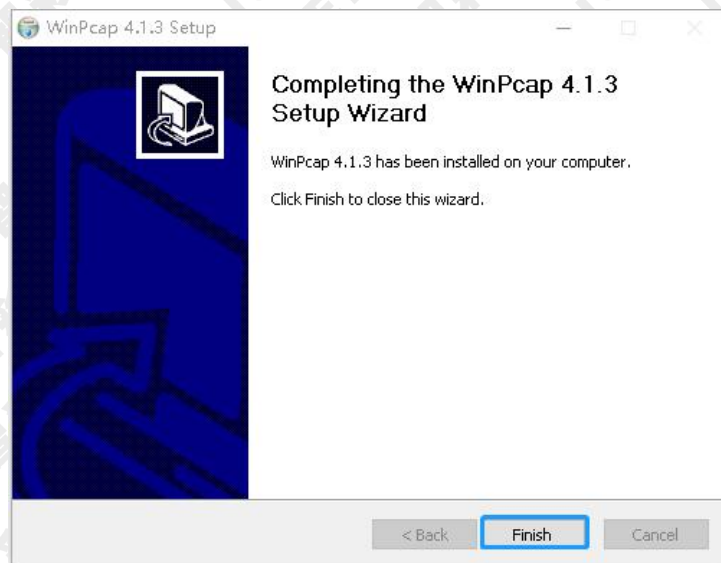 WinPcap 4.1.3 Setup
Completing the WinPcap 4.1.3
Setup Wizard
WinPcap 4.1.3 has been installed on your computer.
Click Finish to close this wizard.
< Back Finish Cancel